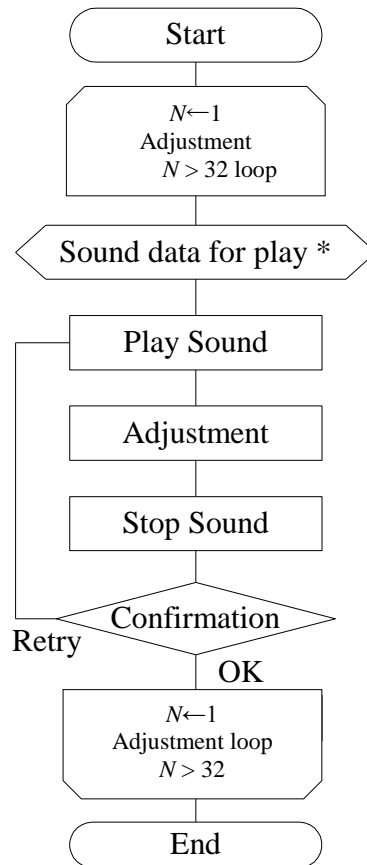 Start
N←1
Adjustment
N > 32 loop
Sound data for play *
Play Sound
Adjustment
Stop Sound
Confirmation
Retry
OK
N←1
Adjustment loop
N > 32
End